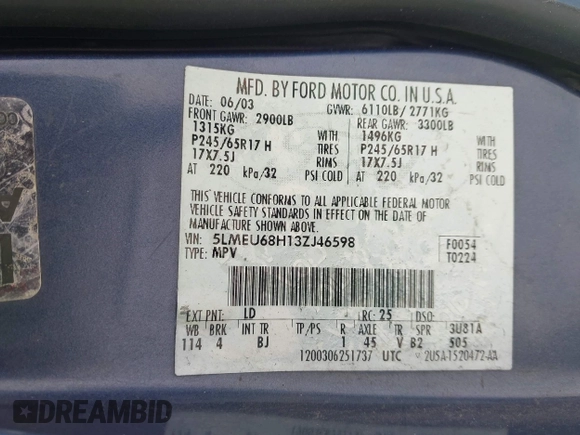 MFD. BY FORD MOTOR CO. IN U.S.A.
DATE: 06/03 GVWR: 6110LB/ 2771KG
FRONT GAWR: 2900LB REAR GAWR: 3300LB
1315KG WITH 1496KG WITH
P245/65R17 H TIRES P245/65R17 H TIRES
17X7.5J RIMS 17X7.5J RIMS
AT 220 kPa/32 PSI COLD AT 220 kPa/32 PSI COLD
THIS VEHICLE CONFORMS TO ALL APPLICABLE FEDERAL MOTOR
VEHICLE SAFETY STANDARDS IN EFFECT ON THE DATE OF
MANUFACTURE SHOWN ABOVE.
VIN: 5LMEU68H13ZJ46598 F0054
TYPE: MPV T0224
EXT PNT: LD RC: 25 DSO:
WB BRK INT TR TP/PS R AXLE TR SPR 3U81A
114 4 BJ 1 45 V B2 505
1200306251737 UTC 2U5A-1520472-AA
DREAMBID